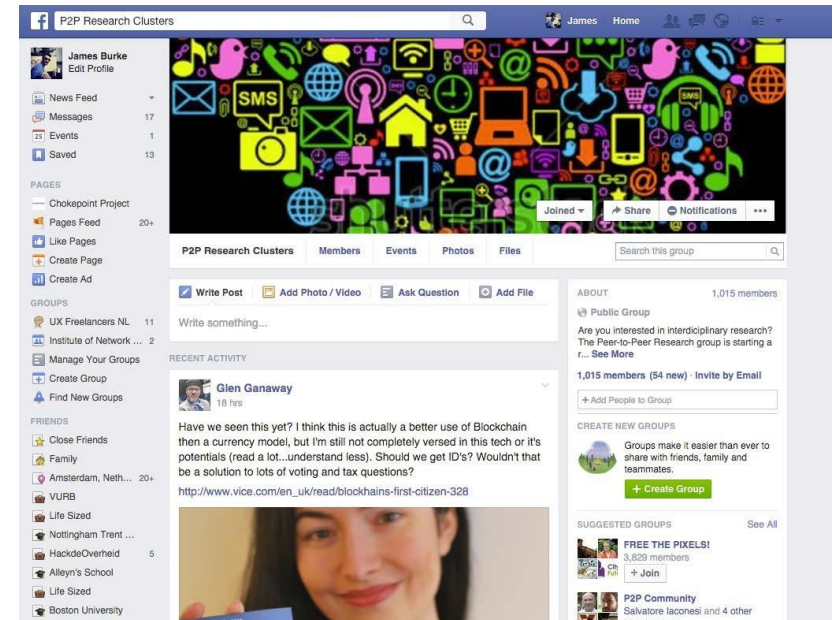 P2P Research Clusters
James Home
James Burke
Edit Profile
News Feed
Messages 17
Events 1
Saved 13
PAGES
Chokepoint Project
Pages Feed 20+
Like Pages
Create Page
Create Ad
GROUPS
UX Freelancers NL 11
Institute of Network ... 2
Manage Your Groups
Create Group
Find New Groups
FRIENDS
Close Friends
Family
Amsterdam, Neth... 20+
VURB
Life Sized
Nottingham Trent ...
HackdeOverheid 5
Alleyn's School
Life Sized
Boston University
SMS
SMS
Joined Share Notifications
P2P Research Clusters Members Events Photos Files
Search this group
Write Post Add Photo / Video Ask Question Add File
Write something...
RECENT ACTIVITY
Glen Ganaway
18 hrs
Have we seen this yet? I think this is actually a better use of Blockchain
then a currency model, but I'm still not completely versed in this tech or it's
potentials (read a lot...understand less). Should we get ID's? Wouldn't that
be a solution to lots of voting and tax questions?
http://www.vice.com/en_uk/read/blockhains-first-citizen-328
ABOUT 1,015 members
Public Group
Are you interested in interdiciplinary research?
The Peer-to-Peer Research group is starting a
r... See More
1,015 members (54 new) · Invite by Email
+ Add People to Group
CREATE NEW GROUPS
Groups make it easier than ever to
share with friends, family and
teammates.
+ Create Group
SUGGESTED GROUPS See All
FREE THE PIXELS!
3,829 members
+ Join
P2P Community
Salvatore Iaconesi and 4 other